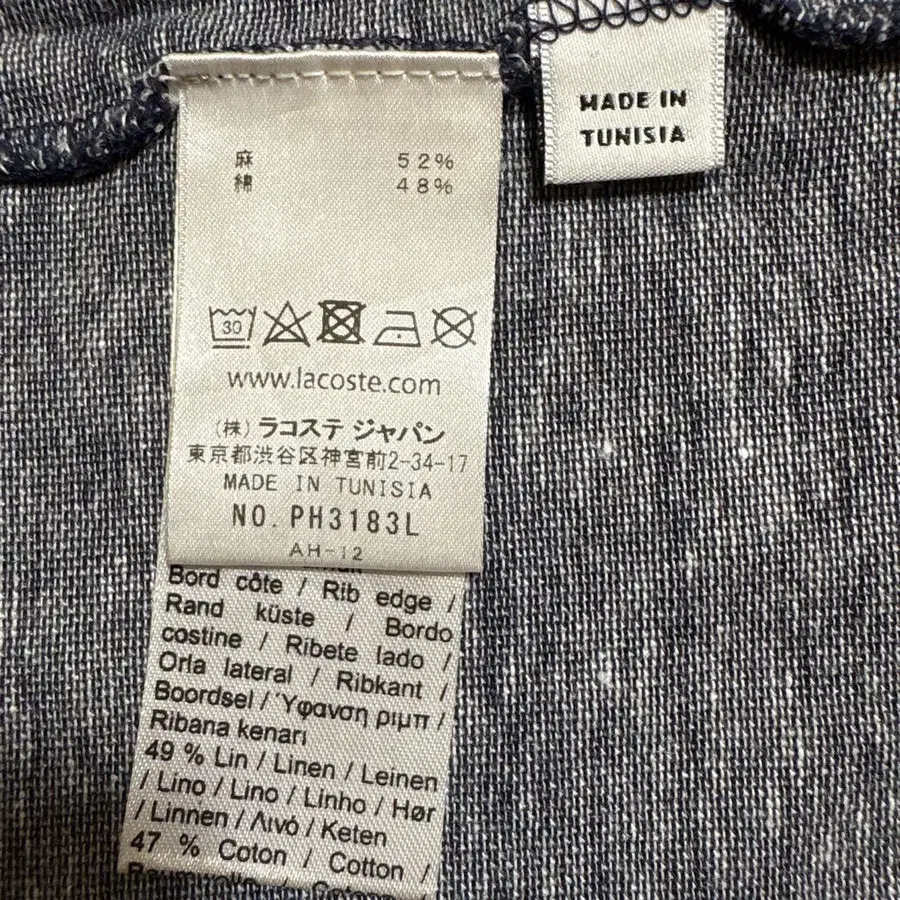 麻 52%
綿 48%
30
www.lacoste.com
(株) ラコステ ジャパン
東京都渋谷区神宮前2-34-17
MADE IN TUNISIA
NO. PH3183L
AH-12
MADE IN
TUNISIA
Bord côte / Rib edge /
Rand küste / Bordo
costine / Ribete lado /
Orla lateral / Ribkant /
Boordsel / Ύφανση ριμπ /
Ribana kenarı
49 % Lin / Linen / Leinen
/ Lino / Lino / Linho / Hør
/ Linnen / Λινό / Keten
47 % Coton / Cotton /